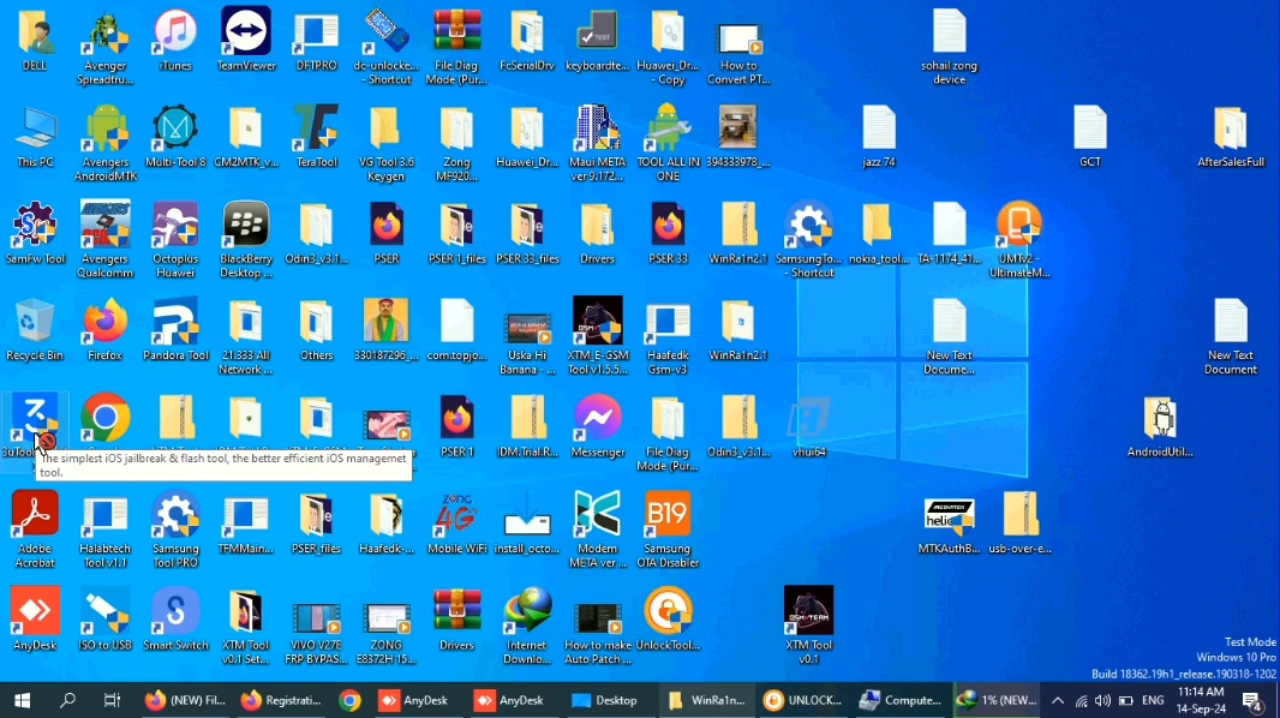 DELL
Avenger
Spreadtru...
iTunes
TeamViewer
DFTPRO
dc-unlocke...
- Shortcut
File Diag
Mode (Pur...
FcSerialDrv
TEST
keyboardte...
Huawei_Dr...
- Copy
How to
Convert PT...
sohail zong
device
This PC
Avengers
AndroidMTK
Multi-Tool 8
CM2MTK_v...
TeraTool
VG Tool 3.6
Keygen
Zong
MF920...
Huawei_Dr...
Maui META
ver 9.172...
TOOL ALL IN
ONE
394333978_...
jazz 74
GCT
AfterSalesFull
SamFw Tool
Avengers
Qualcomm
Octoplus
Huawei
BlackBerry
Desktop ...
Odin3_v3.1...
PSER
PSER 1_files
PSER 33_files
Drivers
PSER 33
WinRa1n2.1
SamsungTo...
- Shortcut
nokia_tool...
TA-1174_41...
UMTv2 -
UltimateM...
Recycle Bin
Firefox
Pandora Tool
21.333 All
Network ...
Others
330187296_...
com.topjo...
Uska Hi
Banana - ...
XTM_E-GSM
Tool v1.5.5...
Haafedk
Gsm-v3
WinRa1n2.1
New Text
Docume...
New Text
Document
PSER 1
IDM.Trial.R...
Messenger
File Diag
Mode (Pur...
Odin3_v3.1...
vhui64
AndroidUtil...
The simplest iOS jailbreak & flash tool, the better efficient iOS managemet
tool.
Adobe
Acrobat
Halabtech
Tool v1.1
Samsung
Tool PRO
TFMMain...
PSER_files
Haafedk-...
ZONG
4G
Mobile WiFi
install_octo...
Modem
META ver ...
B19
Samsung
OTA Disabler
MEDIATEK
helio
MTKAuthB...
usb-over-e...
AnyDesk
ISO to USB
Smart Switch
XTM Tool
v0.1 Set...
VIVO V27E
FRP BYPAS...
ZONG
E8372H 15...
Drivers
Internet
Downlo...
How to make
Auto Patch ...
UnlockTool...
GSM-TEAM
XTM Tool
v0.1
Test Mode
Windows 10 Pro
Build 18362.19h1_release.190318-1202
(NEW) Fil...
Registrati...
AnyDesk
AnyDesk
Desktop
WinRa1n...
UNLOCK...
Compute...
1% (NEW...
ENG
11:14 AM
14-Sep-24
4